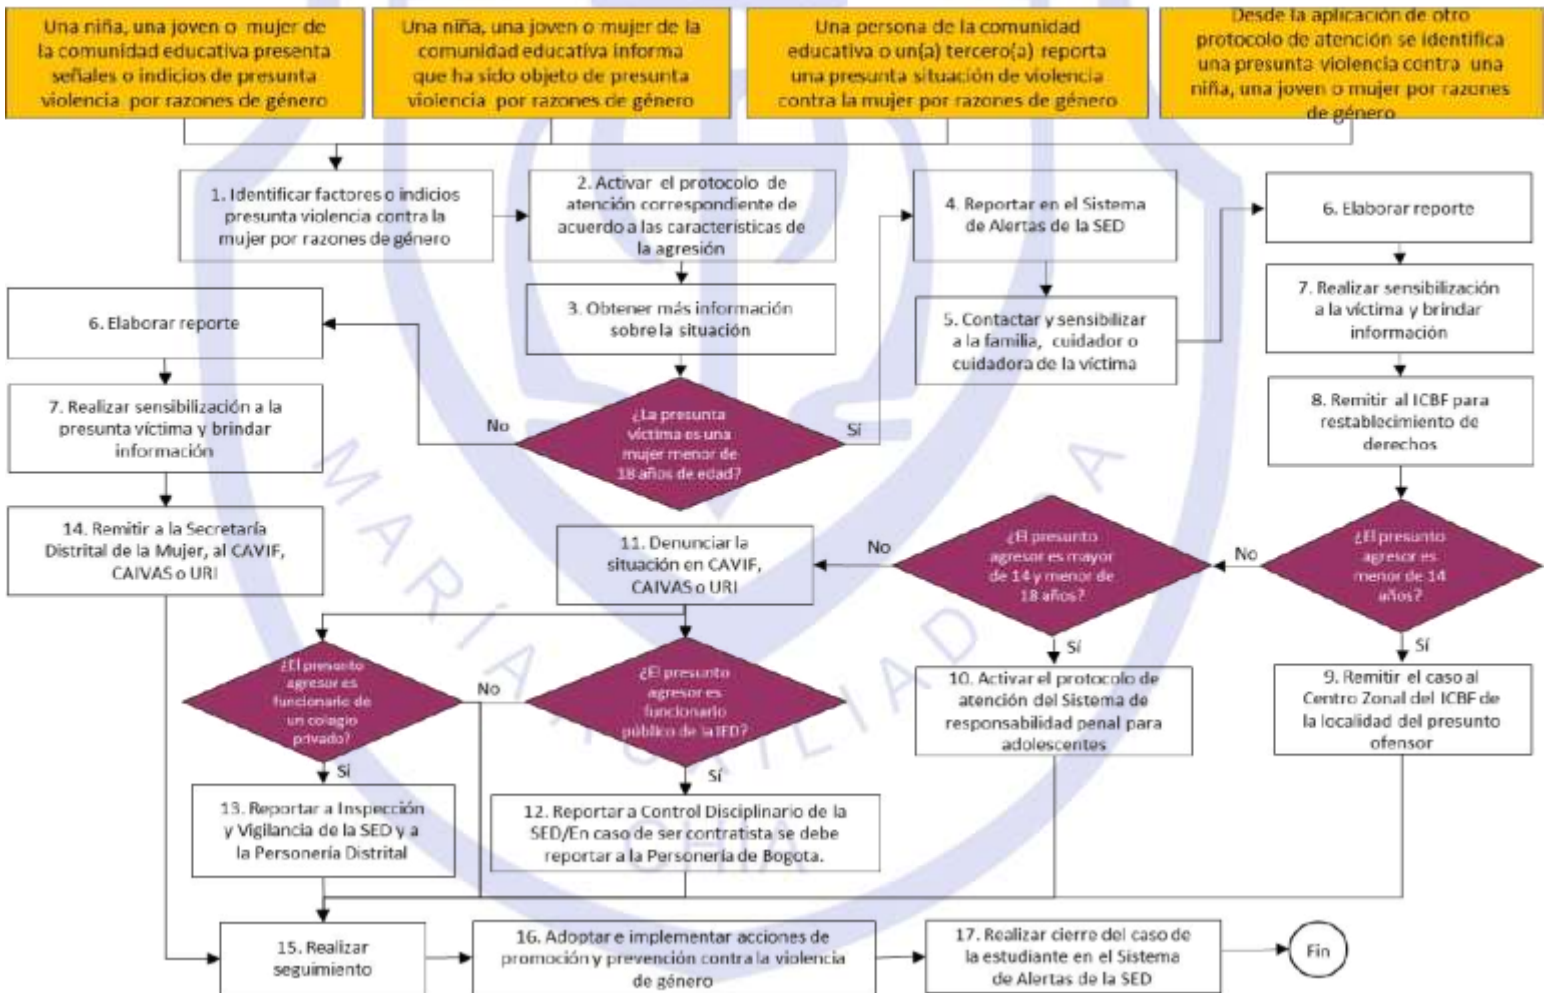 Una niña, una joven o mujer de
la comunidad educativa presenta
señales o indicios de presunta
violencia por razones de género
Una niña, una joven o mujer de la
comunidad educativa informa
que ha sido objeto de presunta
violencia por razones de género
Una persona de la comunidad
educativa o un(a) tercero(a) reporta
una presunta situación de violencia
contra la mujer por razones de género
Desde la aplicación de otro
protocolo de atención se identifica
una presunta violencia contra una
niña, una joven o mujer por razones
de género
1. Identificar factores o indicios
presunta violencia contra la
mujer por razones de género
2. Activar el protocolo de
atención correspondiente de
acuerdo a las características de
la agresión
4. Reportar en el Sistema
de Alertas de la SED
6. Elaborar reporte
3. Obtener más información
sobre la situación
5. Contactar y sensibilizar
a la familia, cuidador o
cuidadora de la víctima
7. Realizar sensibilización
a la víctima y brindar
información
6. Elaborar reporte
7. Realizar sensibilización a la
presunta víctima y brindar
información
No
¿La presunta
víctima es una
mujer menor de
18 años de edad?
Sí
8. Remitir al ICBF para
restablecimiento de
derechos
14. Remitir a la Secretaría
Distrital de la Mujer, al CAVIF,
CAIVAS o URI
11. Denunciar la
situación en CAVIF,
CAIVAS o URI
No
¿El presunto
agresor es mayor
de 14 y menor de
18 años?
No
¿El presunto
agresor es
menor de 14
años?
Sí
Sí
¿El presunto
agresor es
funcionario de
un colagio
privado?
No
¿El presunto
agresor es
funcionario
público de la IED?
10. Activar el protocolo de
atención del Sistema de
responsabilidad penal para
adolescentes
9. Remitir el caso al
Centro Zonal del ICBF de
la localidad del presunto
ofensor
Sí
Sí
13. Reportar a Inspección
y Vigilancia de la SED y a
la Personería Distrital
12. Reportar a Control Disciplinario de la
SED/En caso de ser contratista se debe
reportar a la Personería de Bogota.
15. Realizar
seguimiento
16. Adoptar e implementar acciones de
promoción y prevención contra la violencia
de género
17. Realizar cierre del caso de
la estudiante en el Sistema
de Alertas de la SED
Fin
MARÍA AUXILIADORA
CHÍA